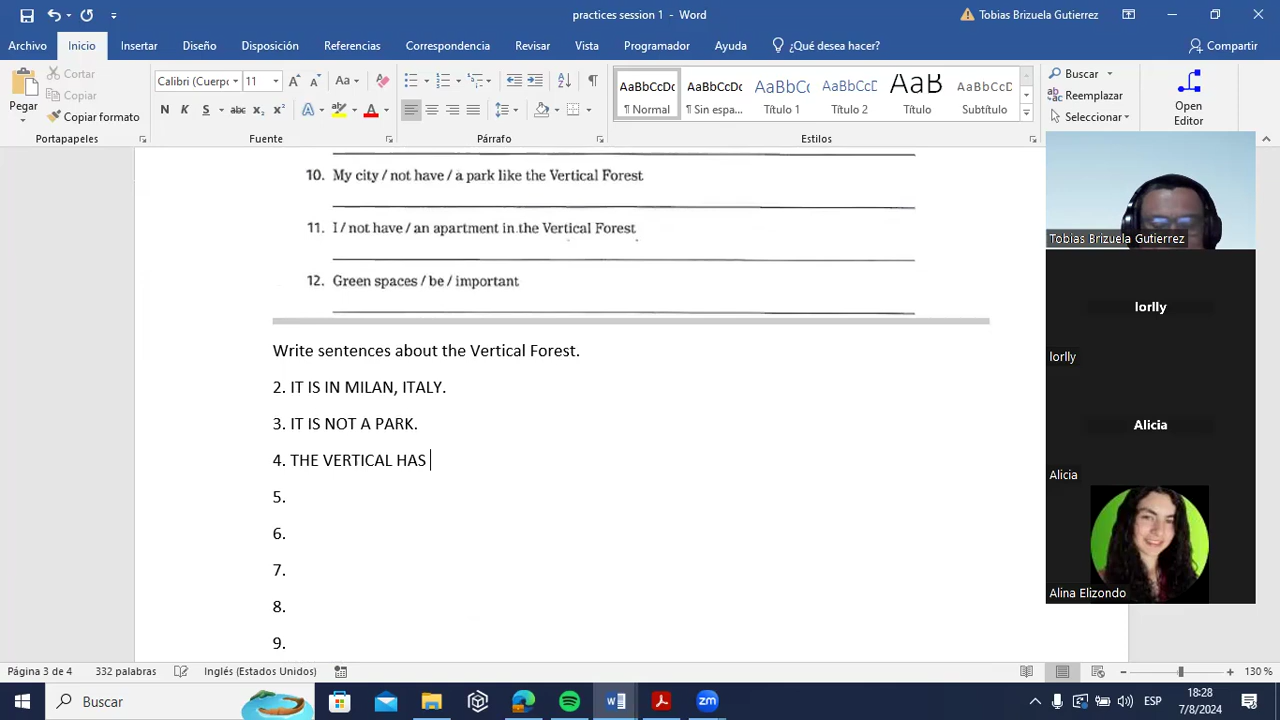 practices session 1 - Word
Tobias Brizuela Gutierrez
Archivo Inicio Insertar Diseño Disposición Referencias Correspondencia Revisar Vista Programador Ayuda ¿Qué desea hacer? Compartir
Pegar
Cortar
Copiar
Copiar formato
Portapapeles
Calibri (Cuerpo 11
Fuente
Párrafo
AaBbCcDc AaBbCcDc AaBbCc AaBbCcD AaB AaBbCcD
¶ Normal ¶ Sin espa... Título 1 Título 2 Título Subtítulo
Estilos
Buscar
Reemplazar
Seleccionar
Open
Editor
10. My city / not have / a park like the Vertical Forest
11. I / not have / an apartment in the Vertical Forest
12. Green spaces / be / important
Write sentences about the Vertical Forest.
2. IT IS IN MILAN, ITALY.
3. IT IS NOT A PARK.
4. THE VERTICAL HAS
5.
6.
7.
8.
9.
Tobias Brizuela Gutierrez
lorlly
lorlly
Alicia
Alicia
Alina Elizondo
Página 3 de 4 332 palabras Inglés (Estados Unidos) 130 %
Buscar
ESP
18:28
7/8/2024